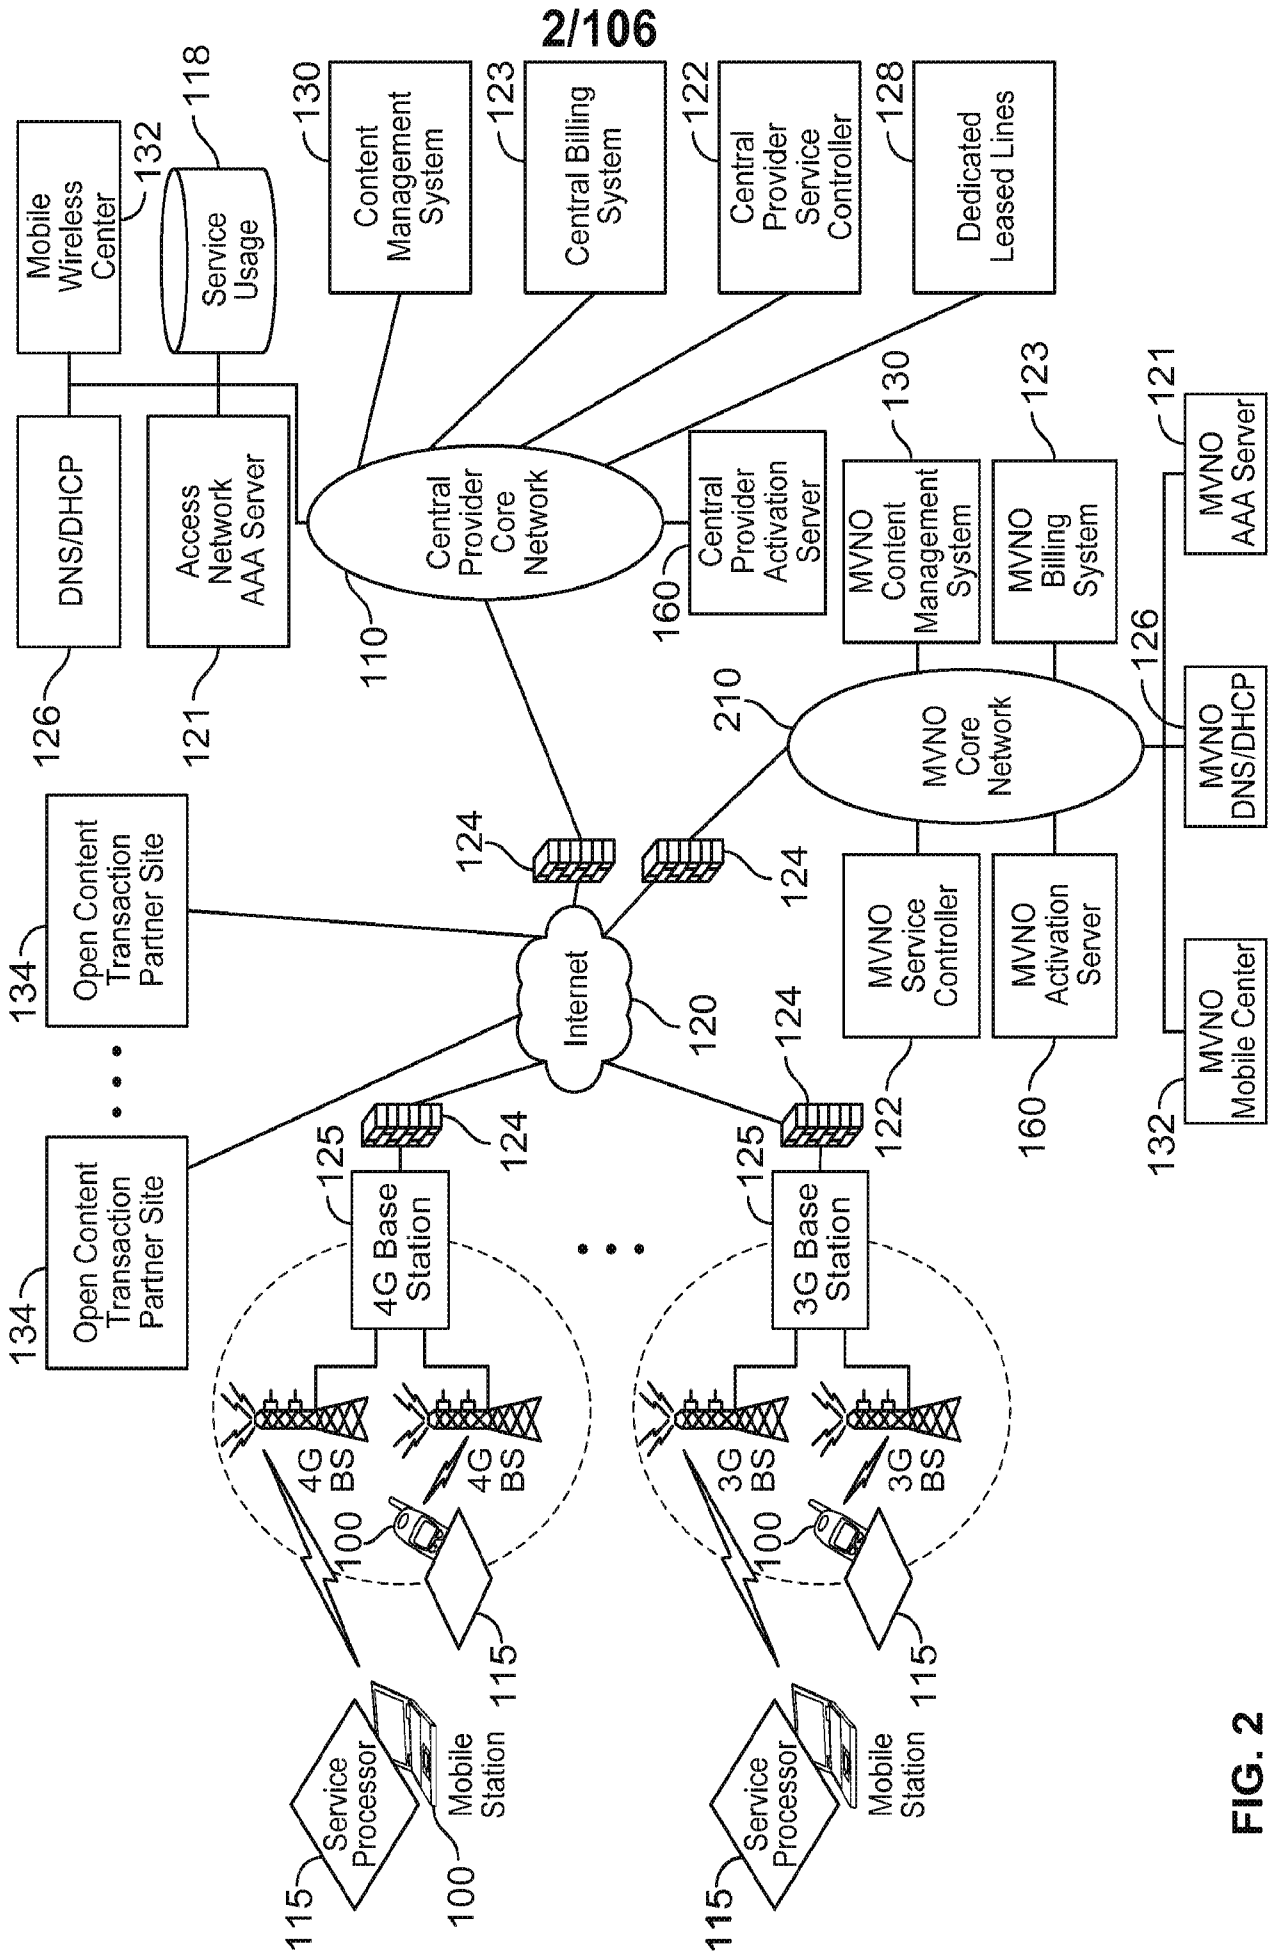 2/106
Mobile
Wireless
Center
132
Service
Usage
118
DNS/DHCP
126
Access
Network
AAA Server
121
Content
Management
System
130
Central Billing
System
123
Central
Provider
Service
Controller
122
Dedicated
Leased Lines
128
Central
Provider
Core
Network
110
Central
Provider
Activation
Server
160
Open Content
Transaction
Partner Site
134
Open Content
Transaction
Partner Site
134
Internet
120
124
124
124
124
MVNO
Core
Network
210
MVNO
Content
Management
System
130
MVNO
Billing
System
123
MVNO
Service
Controller
122
MVNO
Activation
Server
160
MVNO
AAA Server
121
MVNO
DNS/DHCP
126
MVNO
Mobile Center
132
4G Base
Station
125
4G
BS
4G
BS
100
115
Service
Processor
115
Mobile
Station
100
3G Base
Station
125
3G
BS
3G
BS
100
115
Service
Processor
115
Mobile
Station
FIG. 2